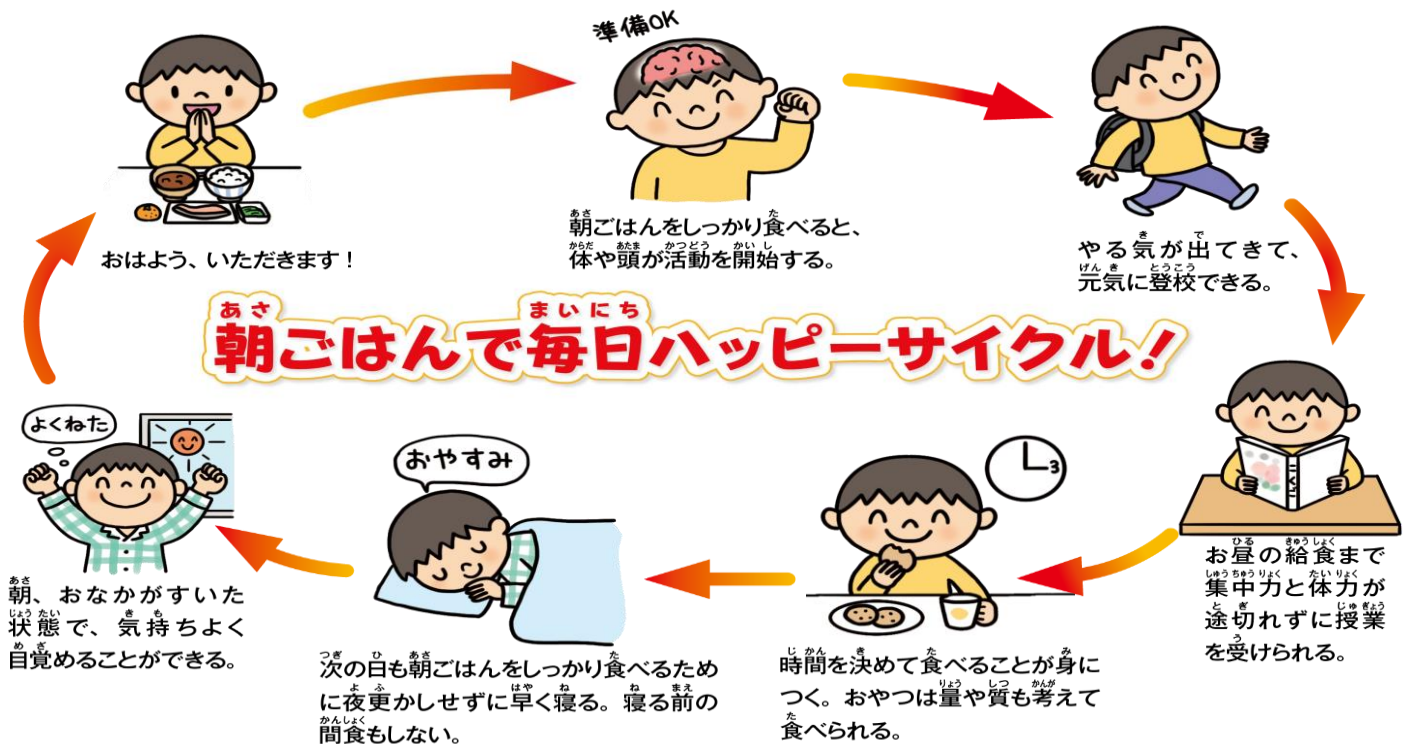 おはよう、いただきます！
準備OK
朝ごはんをしっかり食べると、
体や頭が活動を開始する。
やる気が出てきて、
元気に登校できる。
朝ごはんで毎日ハッピーサイクル！
お昼の給食まで
集中力と体力が
途切れずに授業
を受けられる。
3
時間を決めて食べることが身に
つく。おやつは量や質も考えて
食べられる。
おやすみ
次の日も朝ごはんをしっかり食べるため
に夜更かしせずに早く寝る。寝る前の
間食もしない。
よくねた
朝、おなかがすいた
状態で、気持ちよく
目覚めることができる。